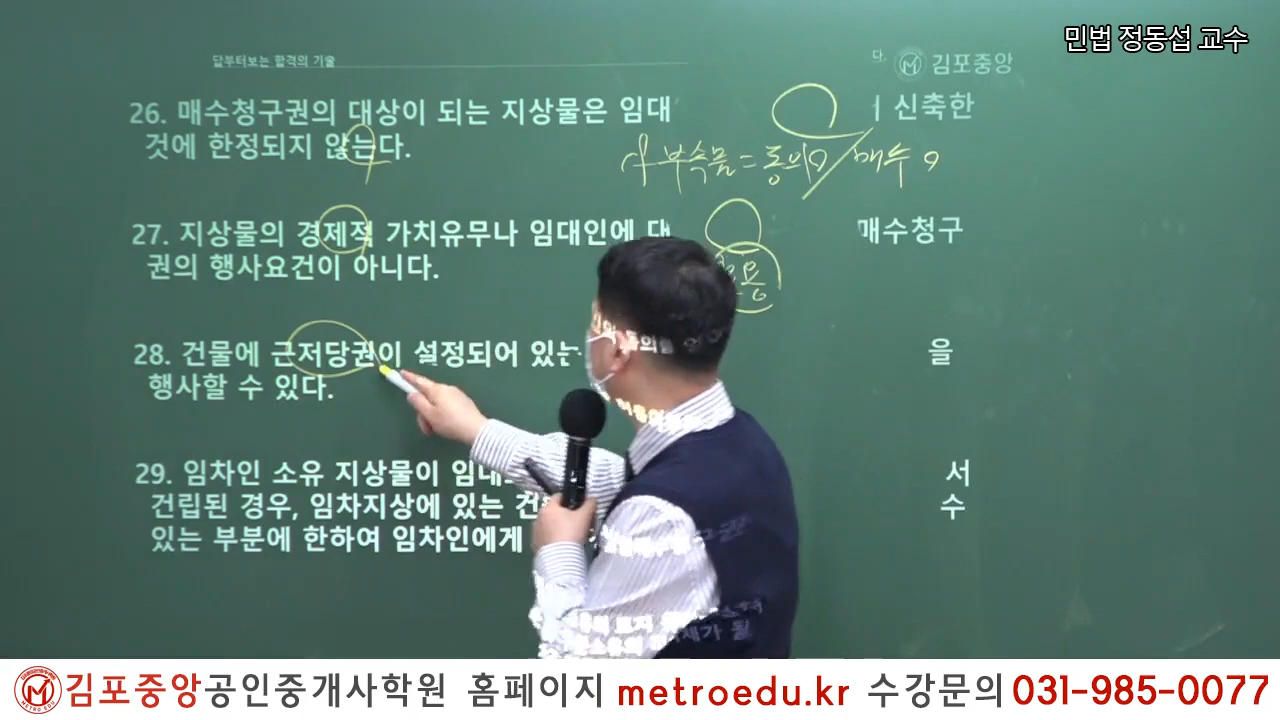 민법 정동섭 교수
답부터보는 합격의 기술
다.
김포중앙
26. 매수청구권의 대상이 되는 지상물은 임대 신축한
것에 한정되지 않는다.
부속물 = 동의 / 매수
27. 지상물의 경제적 가치유무나 임대인에 대 매수청구
권의 행사요건이 아니다.
28. 건물에 근저당권이 설정되어 있는 을
행사할 수 있다.
29. 임차인 소유 지상물이 서
건립된 경우, 임차지상에 있는 수
있는 부분에 한하여 임차인에게
김포중앙공인중개사학원 홈페이지 metroedu.kr 수강문의 031-985-0077